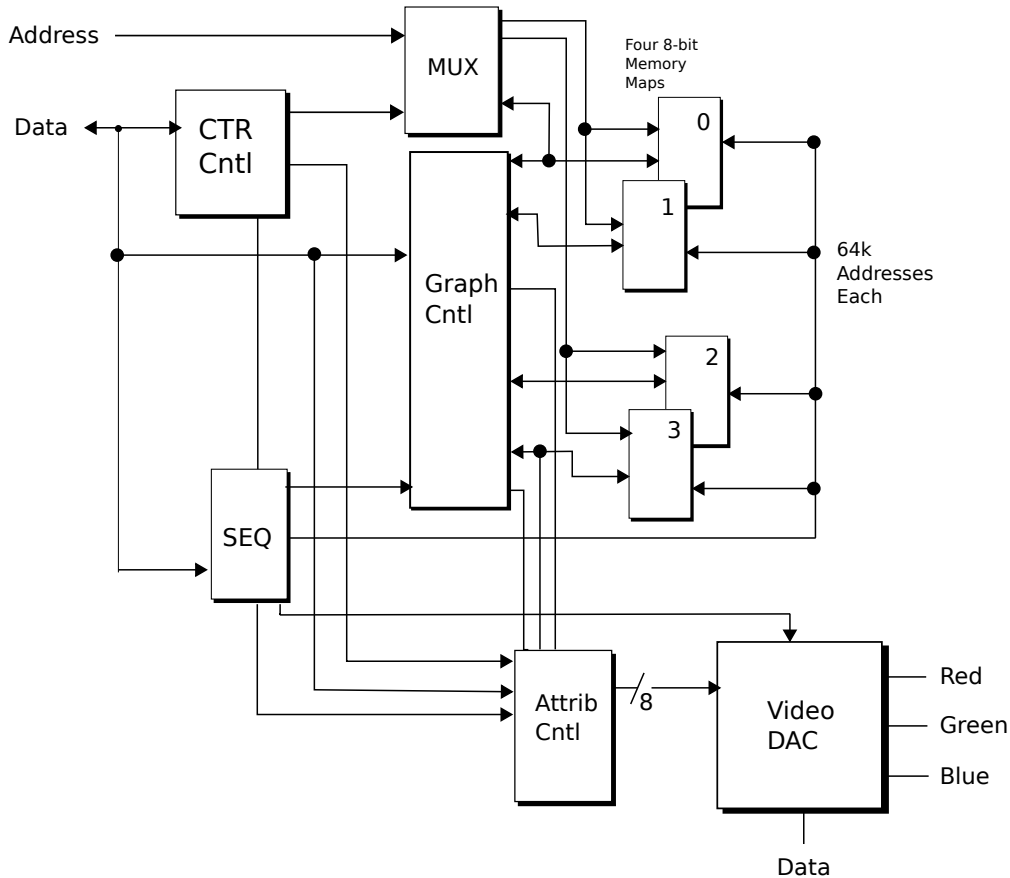 Address
MUX
Four 8-bit
Memory
Maps
0
Data
CTR
Cntl
1
64k
Addresses
Each
Graph
Cntl
2
3
SEQ
Attrib
Cntl
8
Video
DAC
Red
Green
Blue
Data